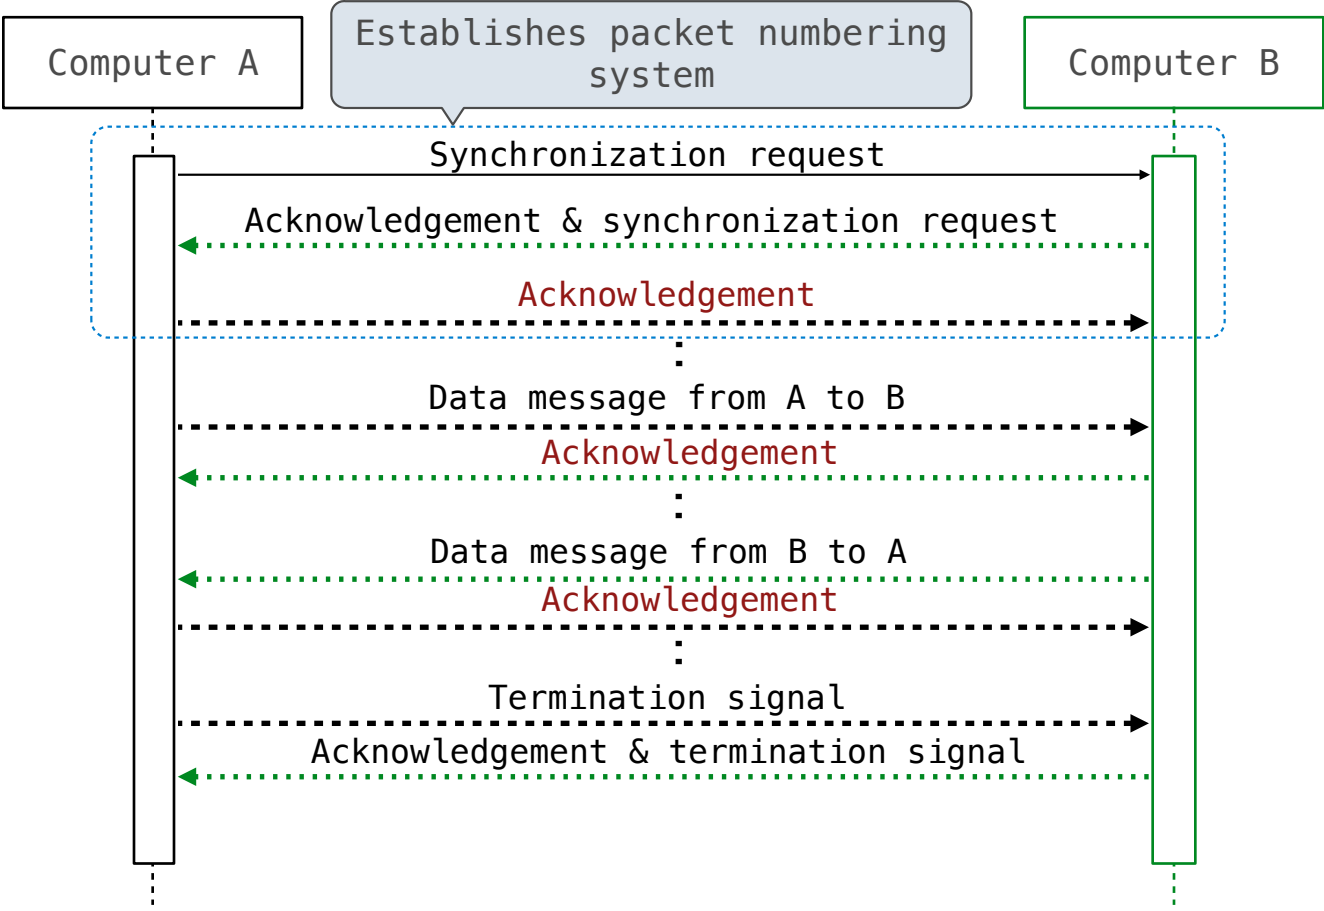 Establishes packet numbering
system
Computer A
Computer B
Synchronization request
Acknowledgement & synchronization request
Acknowledgement
:
Data message from A to B
Acknowledgement
:
Data message from B to A
Acknowledgement
:
Termination signal
Acknowledgement & termination signal